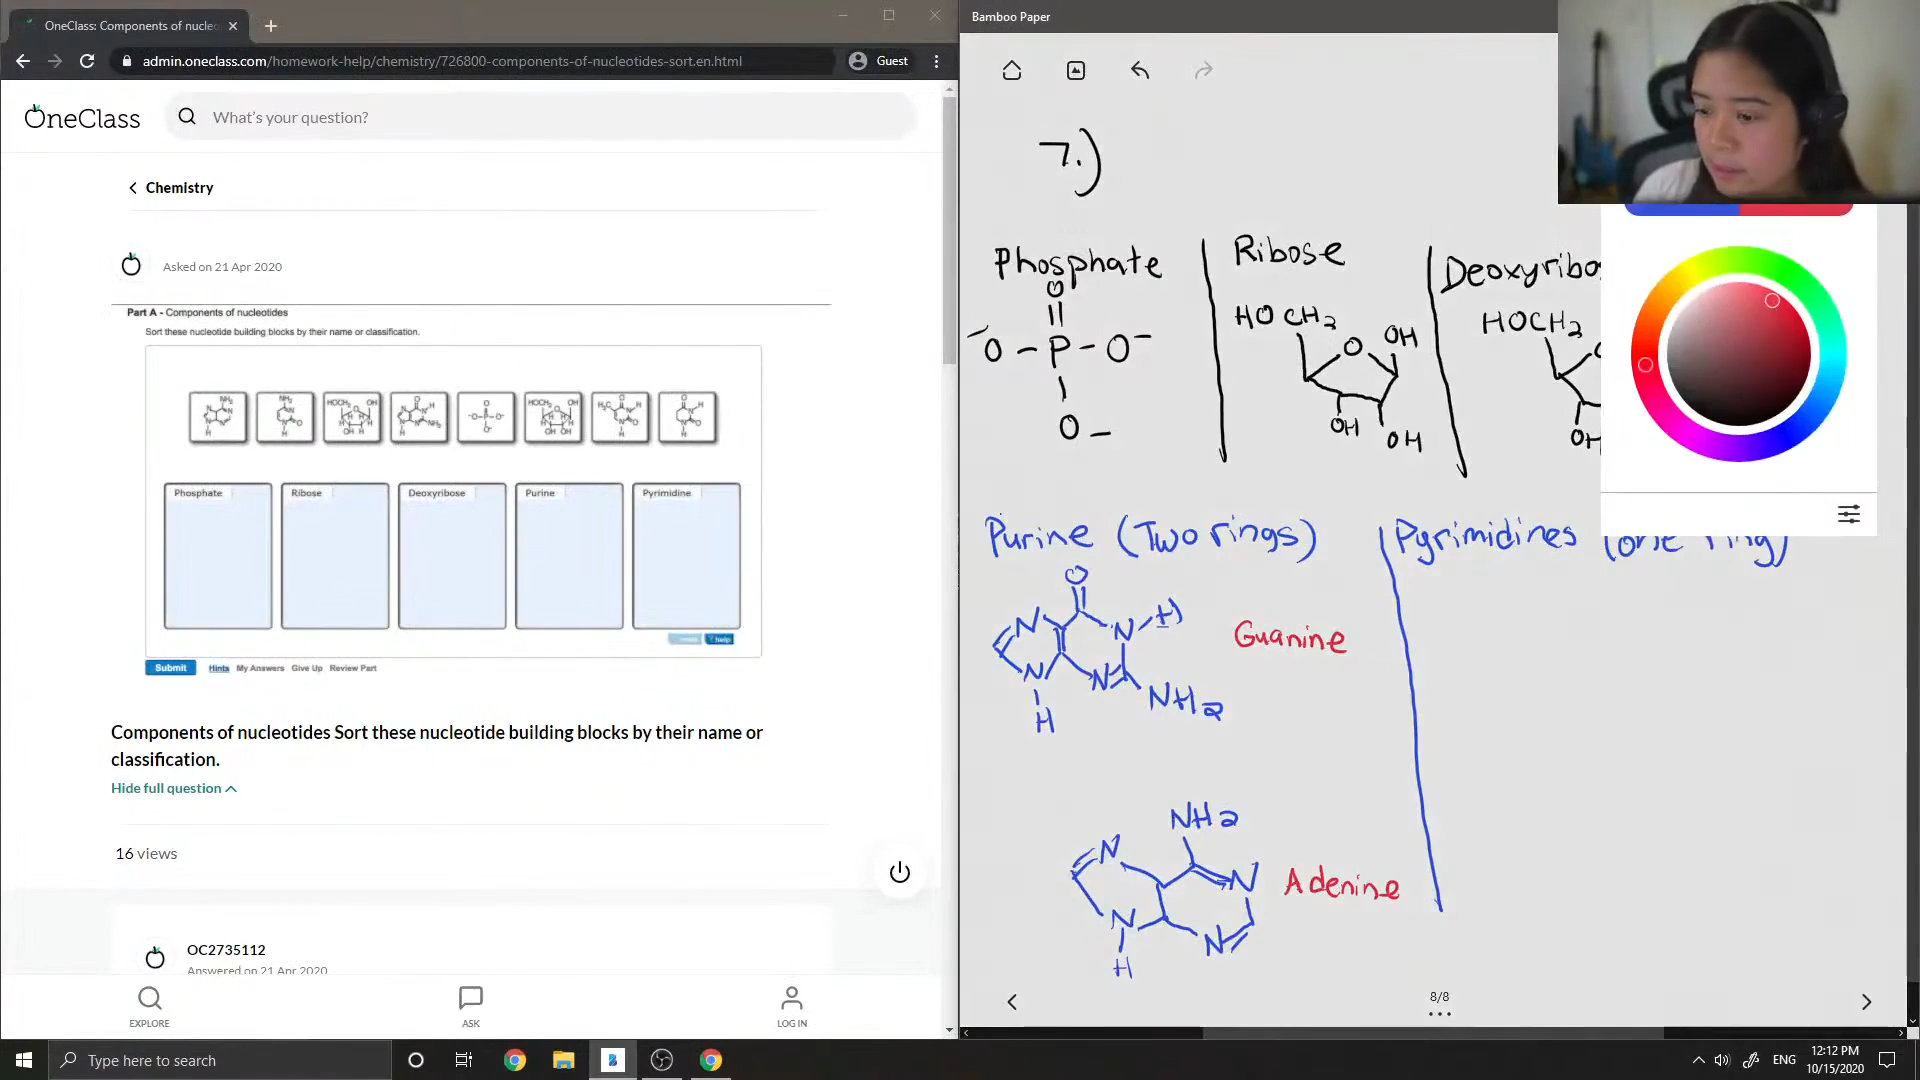 OneClass: Components of nucleo
admin.oneclass.com/homework-help/chemistry/726800-components-of-nucleotides-sort.en.html
Guest
OneClass
What's your question?
Chemistry
Asked on 21 Apr 2020
Part A - Components of nucleotides
Sort these nucleotide building blocks by their name or classification.
Phosphate
Ribose
Deoxyribose
Purine
Pyrimidine
help
Submit
Hints
My Answers
Give Up
Review Part
Components of nucleotides Sort these nucleotide building blocks by their name or
classification.
Hide full question
16 views
OC2735112
Answered on 21 Apr 2020
EXPLORE
ASK
LOG IN
Bamboo Paper
7.)
Phosphate
O
-O - P - O-
O -
Ribose
HOCH2
O
OH
OH
OH
Deoxyribo
HOCH2
OH
Purine (Two rings)
O
N
N
H
N
N
NH2
H
Guanine
NH2
N
N
N
N
H
Adenine
Pyrimidines (one ring)
8/8
Type here to search
ENG
12:12 PM
10/15/2020